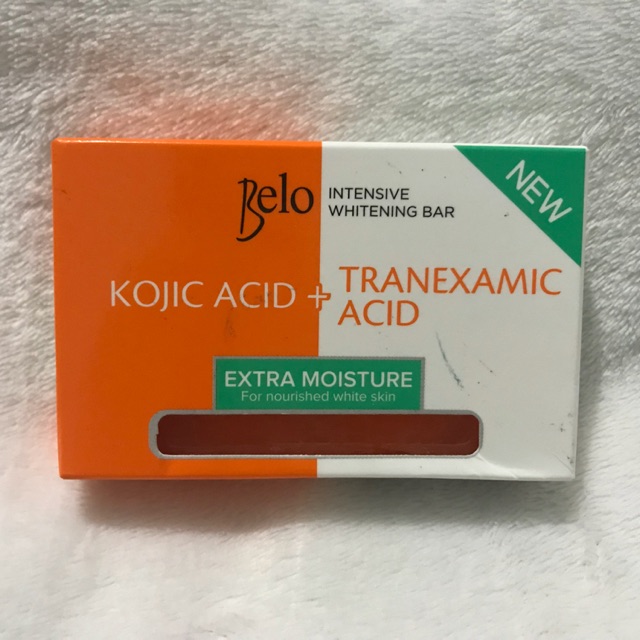 Belo
INTENSIVE
WHITENING BAR
NEW
KOJIC ACID + TRANEXAMIC
ACID
EXTRA MOISTURE
For nourished white skin